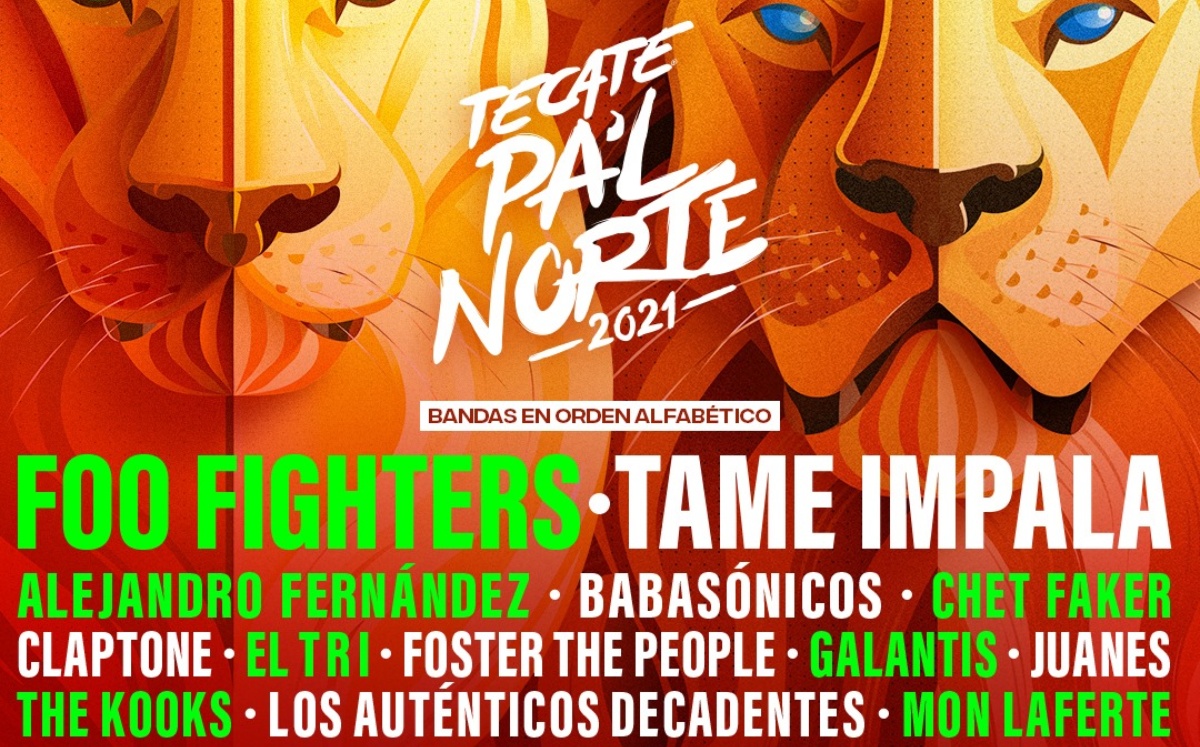 TECATE
PA'L
NORTE
2021
BANDAS EN ORDEN ALFABÉTICO
FOO FIGHTERS • TAME IMPALA
ALEJANDRO FERNÁNDEZ • BABASÓNICOS • CHET FAKER
CLAPTONE • EL TRI • FOSTER THE PEOPLE • GALANTIS • JUANES
THE KOOKS • LOS AUTÉNTICOS DECADENTES • MON LAFERTE